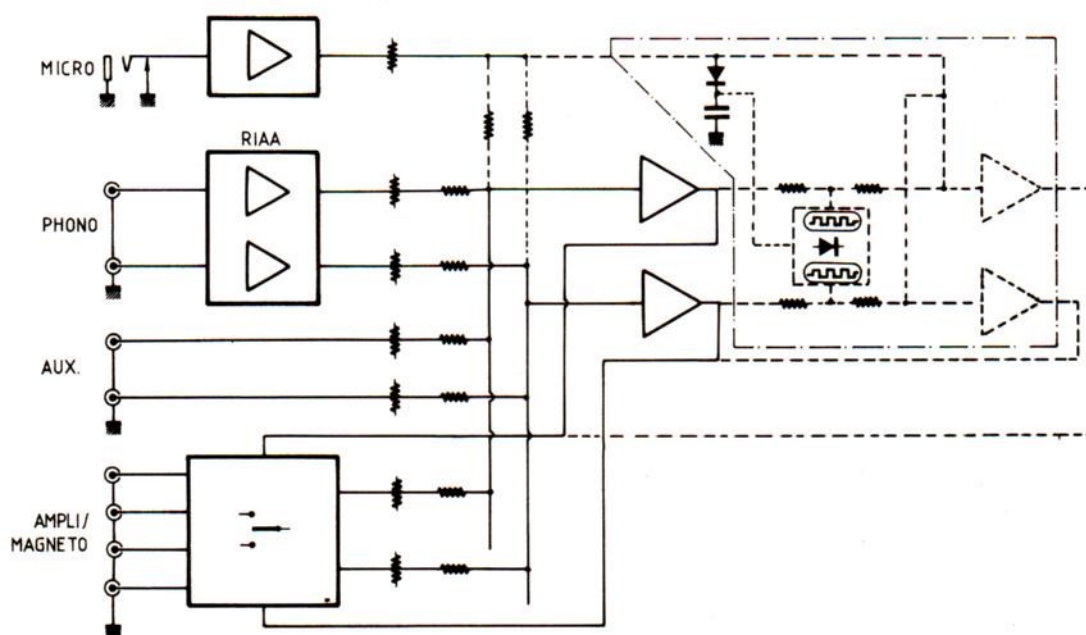 MICRO
RIAA
PHONO
AUX.
AMPLI/
MAGNETO